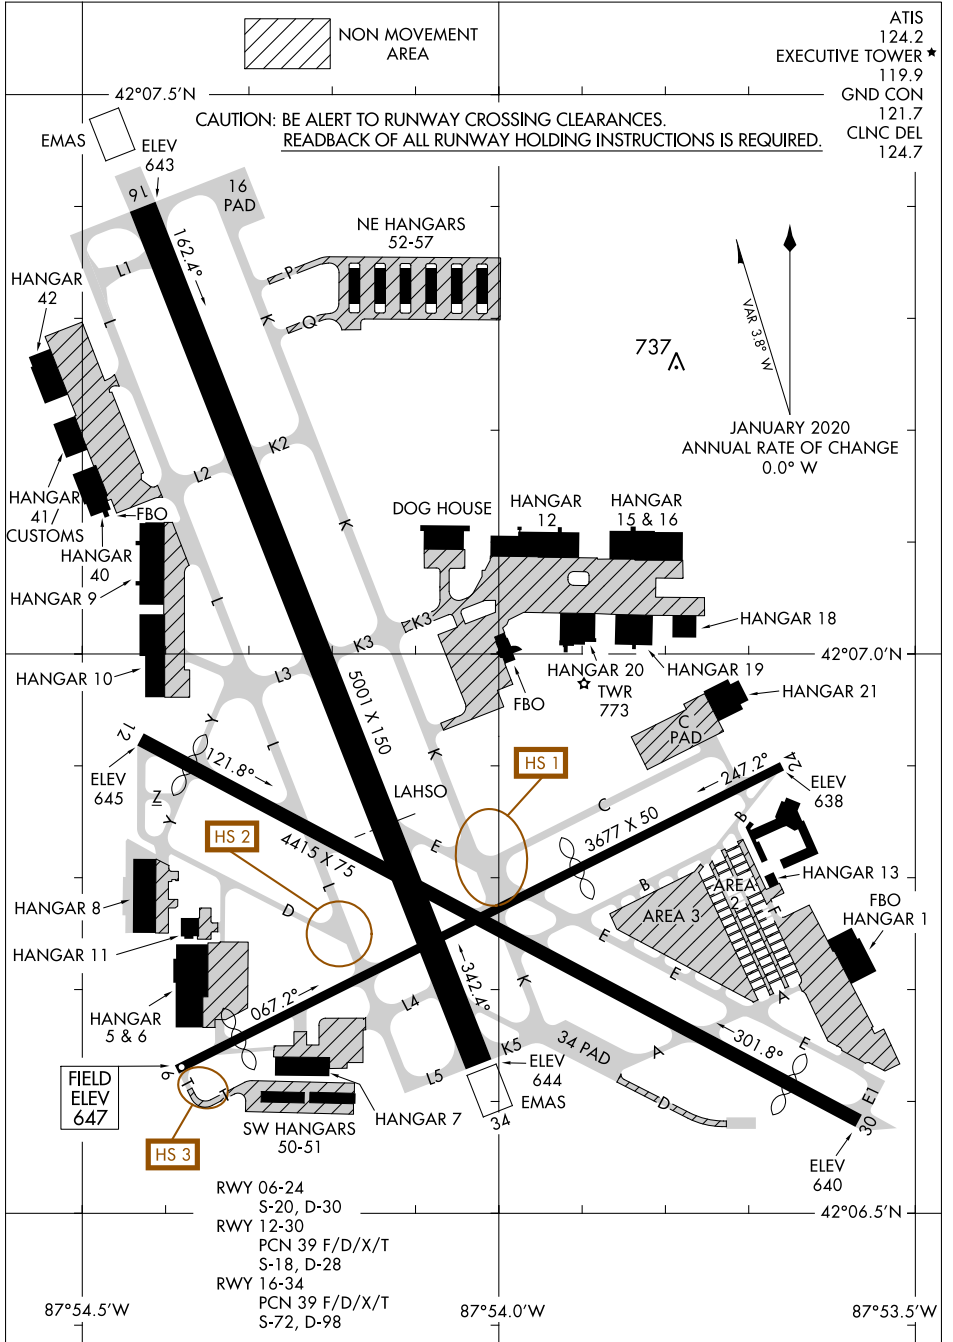 NON MOVEMENT
AREA
ATIS
124.2
EXECUTIVE TOWER
119.9
GND CON
121.7
CLNC DEL
124.7
42°07.5'N
CAUTION: BE ALERT TO RUNWAY CROSSING CLEARANCES.
READBACK OF ALL RUNWAY HOLDING INSTRUCTIONS IS REQUIRED.
EMAS
ELEV
643
16
16
PAD
162.4°
NE HANGARS
52-57
L1
P
Q
K
L
HANGAR
42
737
VAR 3.8° W
JANUARY 2020
ANNUAL RATE OF CHANGE
0.0° W
K2
L2
HANGAR
41/
CUSTOMS
FBO
HANGAR
40
K
DOG HOUSE
HANGAR
12
HANGAR
15 & 16
HANGAR 9
L
K3
K3
HANGAR 18
HANGAR 10
L3
5001 X 150
HANGAR 20
HANGAR 19
42°07.0'N
TWR
773
FBO
HANGAR 21
C
PAD
12
Y
L
121.8°
K
HS 1
247.2°
24
ELEV
645
ELEV
638
Z
Y
LAHSO
C
3677 X 50
B
HS 2
4415 X 75
E
HANGAR 13
HANGAR 8
L
D
B
AREA 3
AREA
2
F
FBO
HANGAR 1
E
HANGAR 11
E
HANGAR
5 & 6
067.2°
L4
342.4°
K
A
34 PAD
A
301.8°
E
FIELD
ELEV
647
6
T
T
L5
K5
ELEV
644
EMAS
34
HANGAR 7
SW HANGARS
50-51
HS 3
D
E1
30
ELEV
640
RWY 06-24
S-20, D-30
RWY 12-30
PCN 39 F/D/X/T
S-18, D-28
RWY 16-34
PCN 39 F/D/X/T
S-72, D-98
42°06.5'N
87°54.5'W
87°54.0'W
87°53.5'W